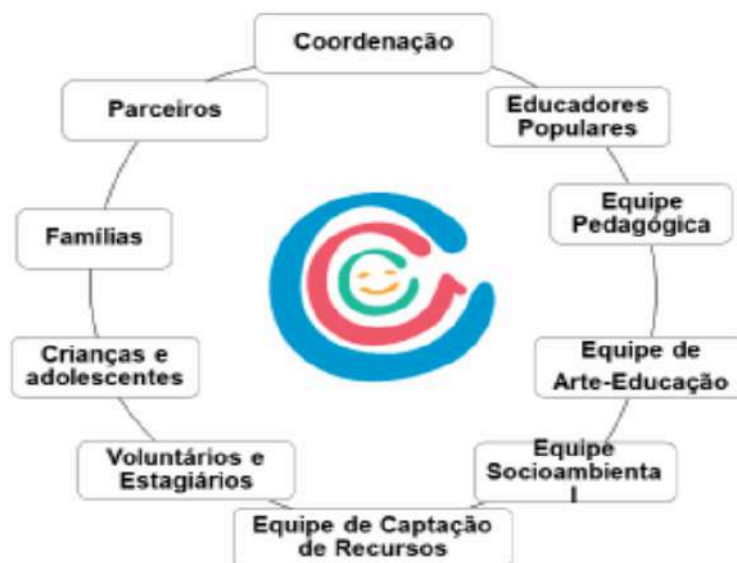 Coordenação
Educadores
Populares
Equipe
Pedagógica
Equipe de
Arte-Educação
Equipe
Socioambienta
l
Equipe de Captação
de Recursos
Voluntários e
Estagiários
Crianças e
adolescentes
Famílias
Parceiros